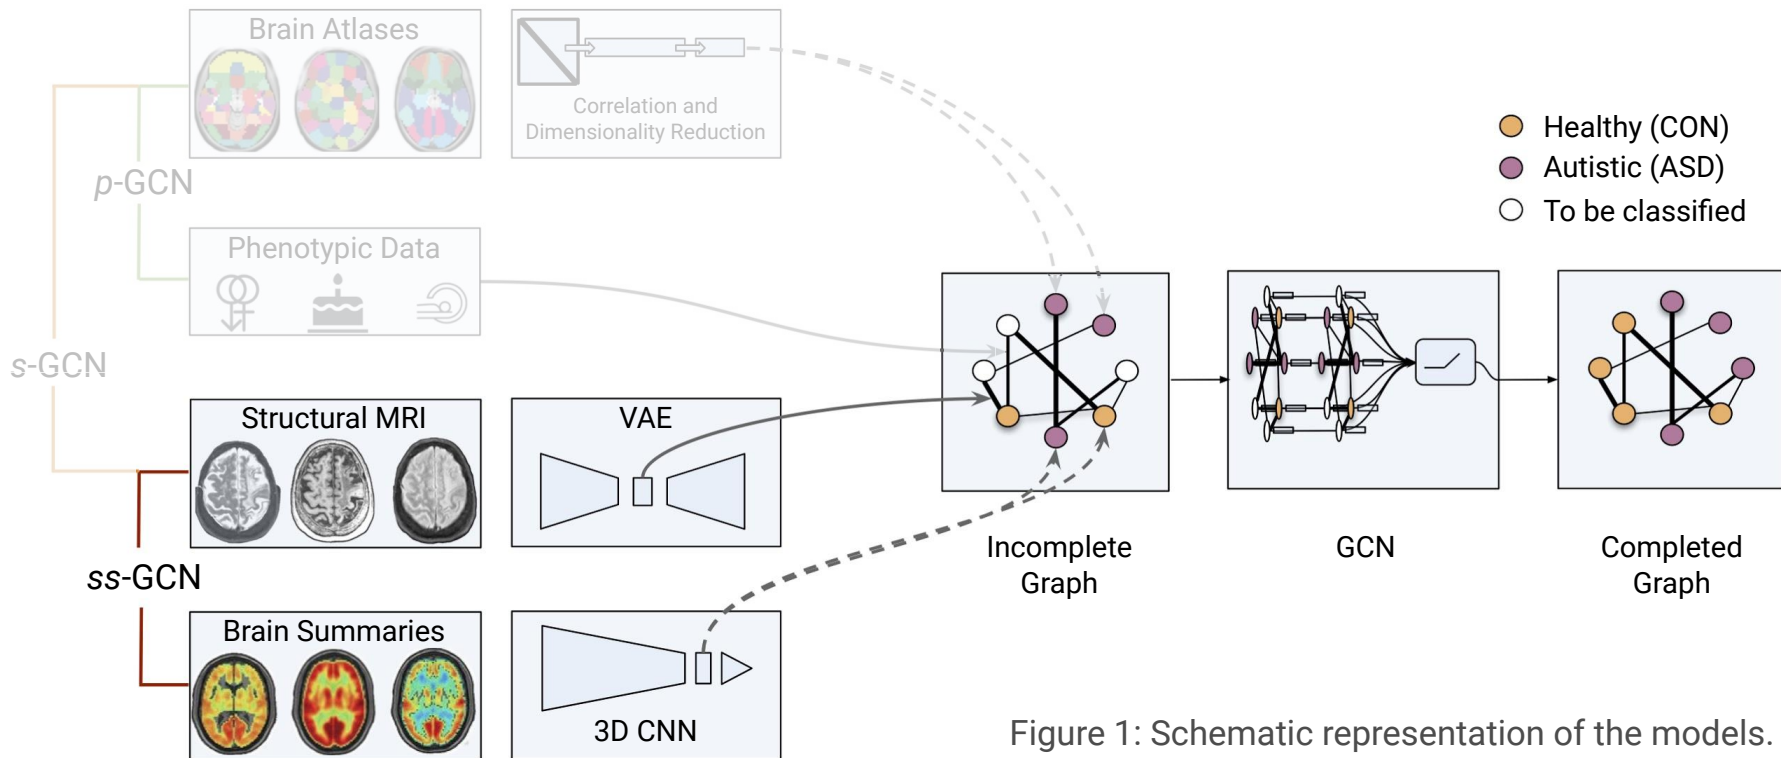 Brain Atlases
Correlation and
Dimensionality Reduction
p-GCN
Phenotypic Data
s-GCN
Structural MRI
VAE
ss-GCN
Brain Summaries
3D CNN
Healthy (CON)
Autistic (ASD)
To be classified
Incomplete
Graph
GCN
Completed
Graph
Figure 1: Schematic representation of the models.